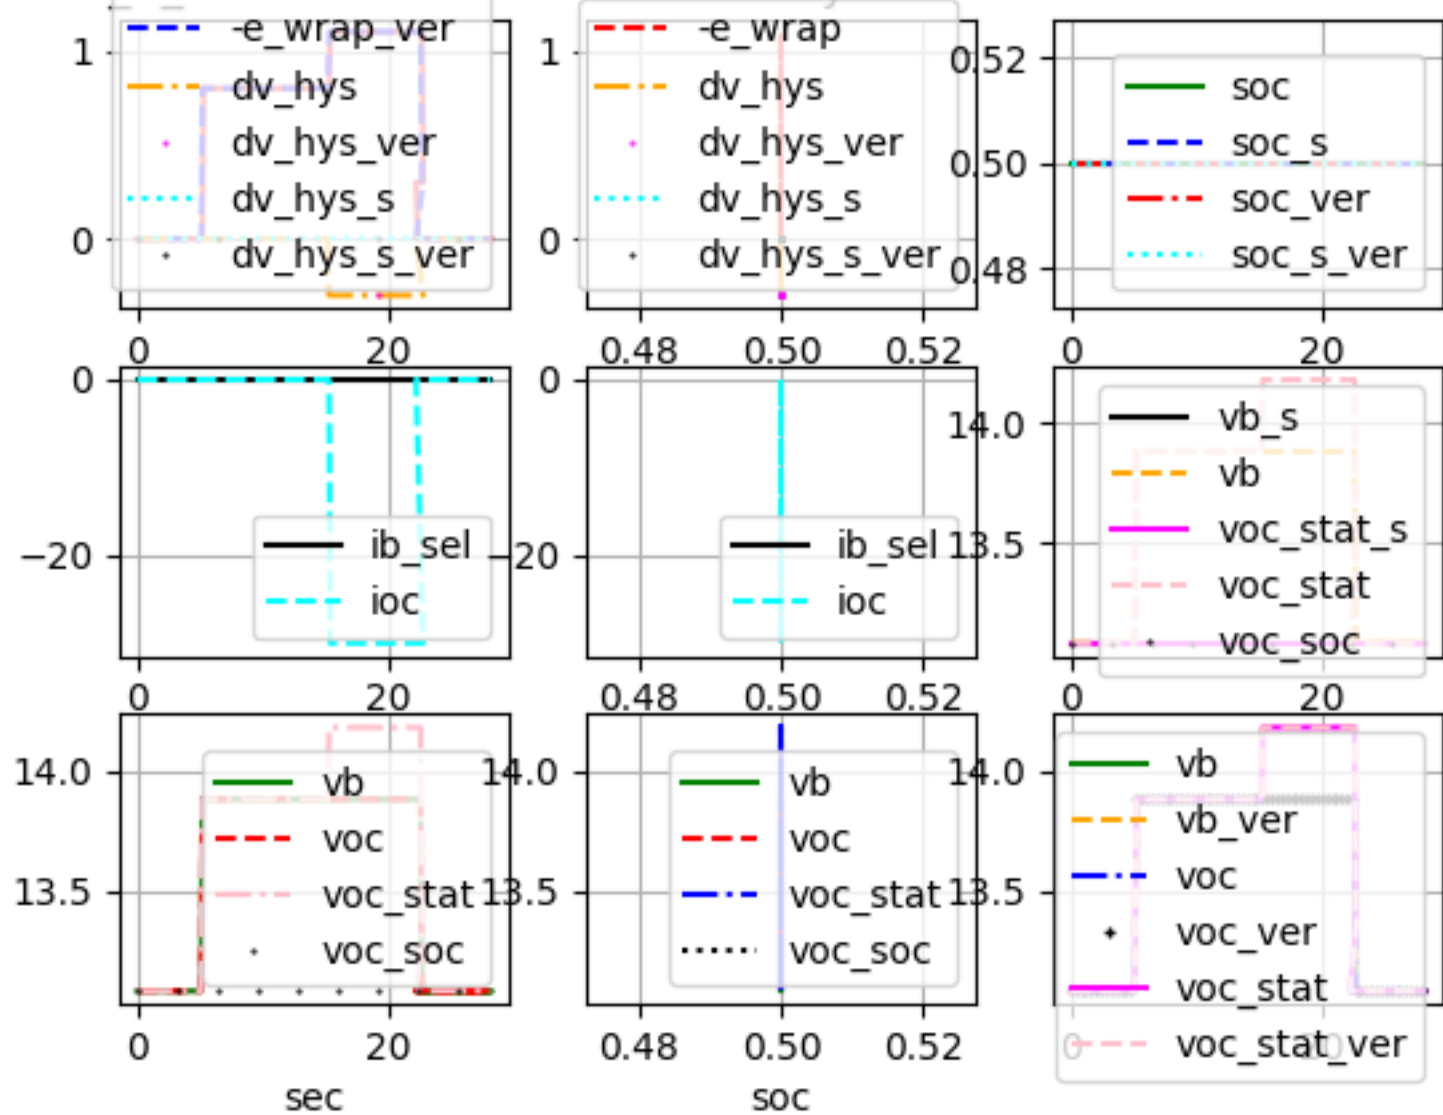 -e_wrap_ver
dv_hys
dv_hys_ver
dv_hys_s
dv_hys_s_ver
1
0
0 20
-e_wrap
dv_hys
dv_hys_ver
dv_hys_s
dv_hys_s_ver
1
0
0.48 0.50 0.52
soc
soc_s
soc_ver
soc_s_ver
0.52
0.50
0.48
0 20
0
−20
ib_sel
ioc
0 20
0
20
ib_sel
ioc
0.48 0.50 0.52
14.0
13.5
vb_s
vb
voc_stat_s
voc_stat
voc_soc
0 20
14.0
13.5
vb
voc
voc_stat
voc_soc
0 20
sec
14.0
13.5
vb
voc
voc_stat
voc_soc
0.48 0.50 0.52
soc
14.0
13.5
vb
vb_ver
voc
voc_ver
voc_stat
voc_stat_ver
0 20